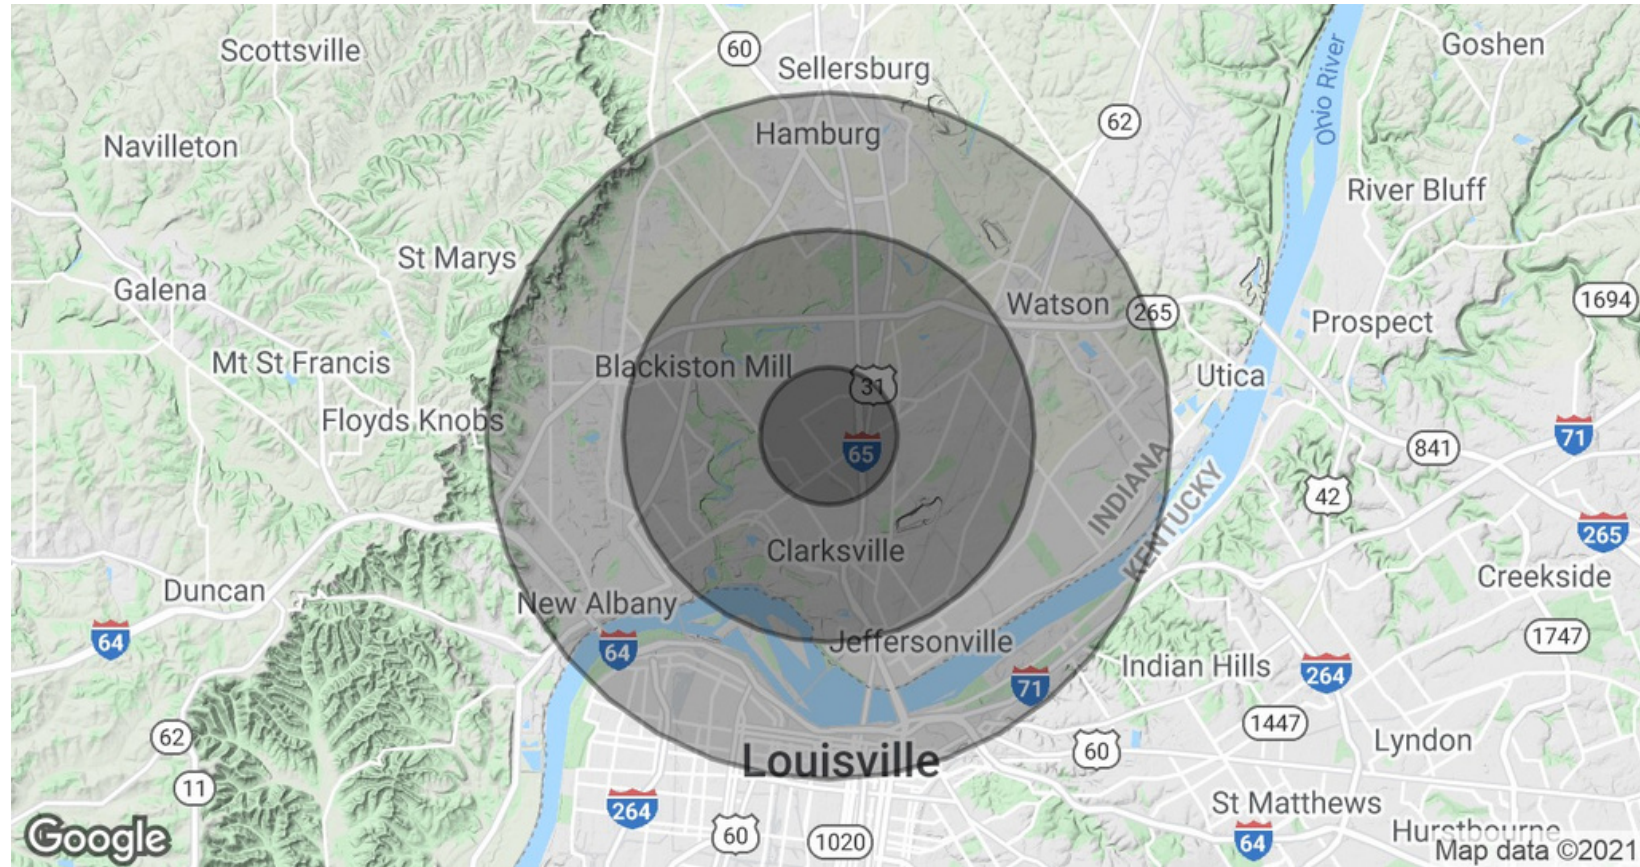 Scottsville
60
Goshen
Sellersburg
Ohio River
62
Hamburg
Navilleton
River Bluff
St Marys
Galena
Watson
265
1694
Prospect
Mt St Francis
Blackiston Mill
31
Utica
Floyds Knobs
65
71
841
INDIANA
KENTUCKY
42
265
Clarksville
Creekside
Duncan
New Albany
64
64
Jeffersonville
1747
Indian Hills
264
71
62
1447
60
Lyndon
Louisville
11
264
St Matthews
60
1020
64
Hurstbourne
Google
Map data ©2021